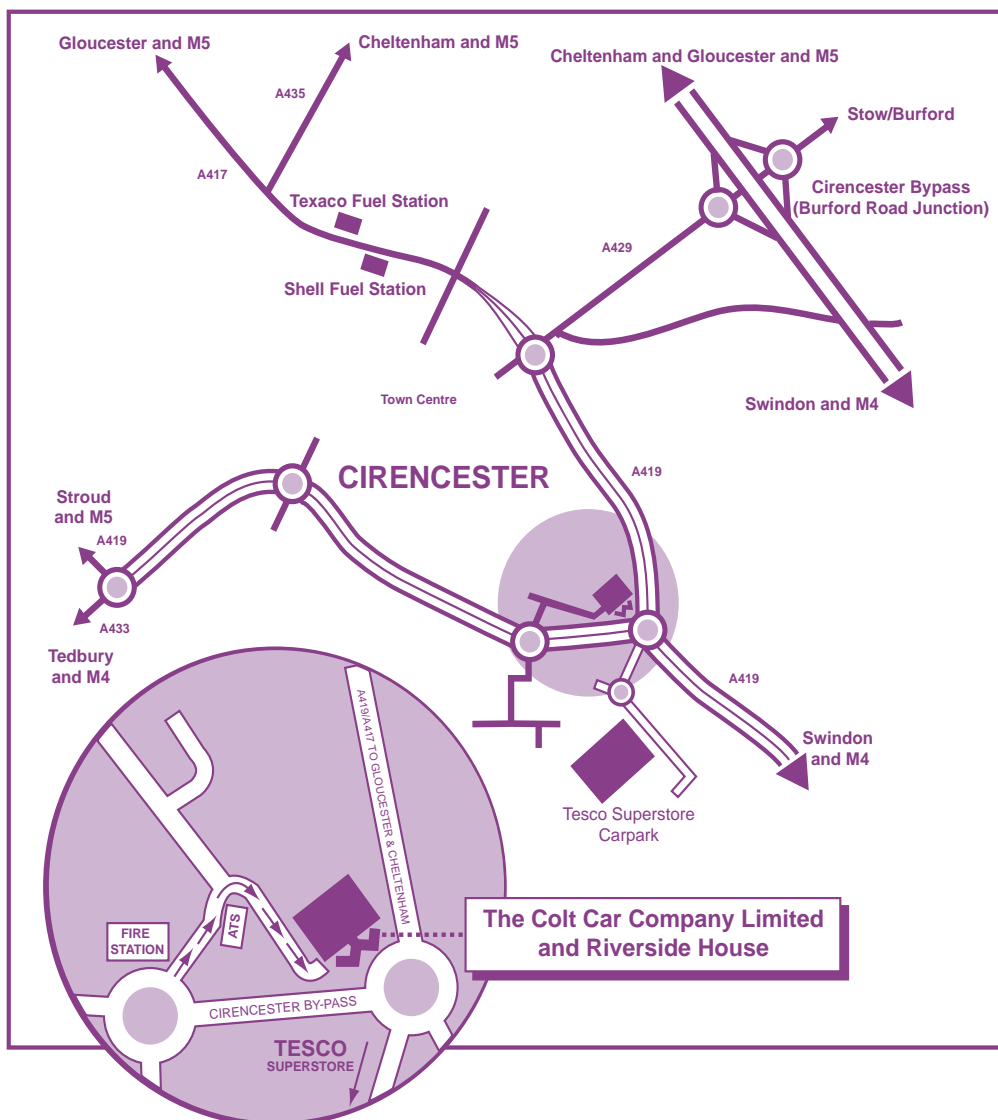 Gloucester and M5
Cheltenham and M5
Cheltenham and Gloucester and M5
A435
Stow/Burford
A417
Texaco Fuel Station
Cirencester Bypass
(Burford Road Junction)
A429
Shell Fuel Station
Town Centre
Swindon and M4
CIRENCESTER
A419
Stroud
and M5
A419
A433
Tedbury
and M4
A419
Swindon
and M4
Tesco Superstore
Carpark
A419/A417 TO GLOUCESTER & CHELTENHAM
The Colt Car Company Limited
and Riverside House
FIRE
STATION
ATS
CIRENCESTER BY-PASS
TESCO
SUPERSTORE